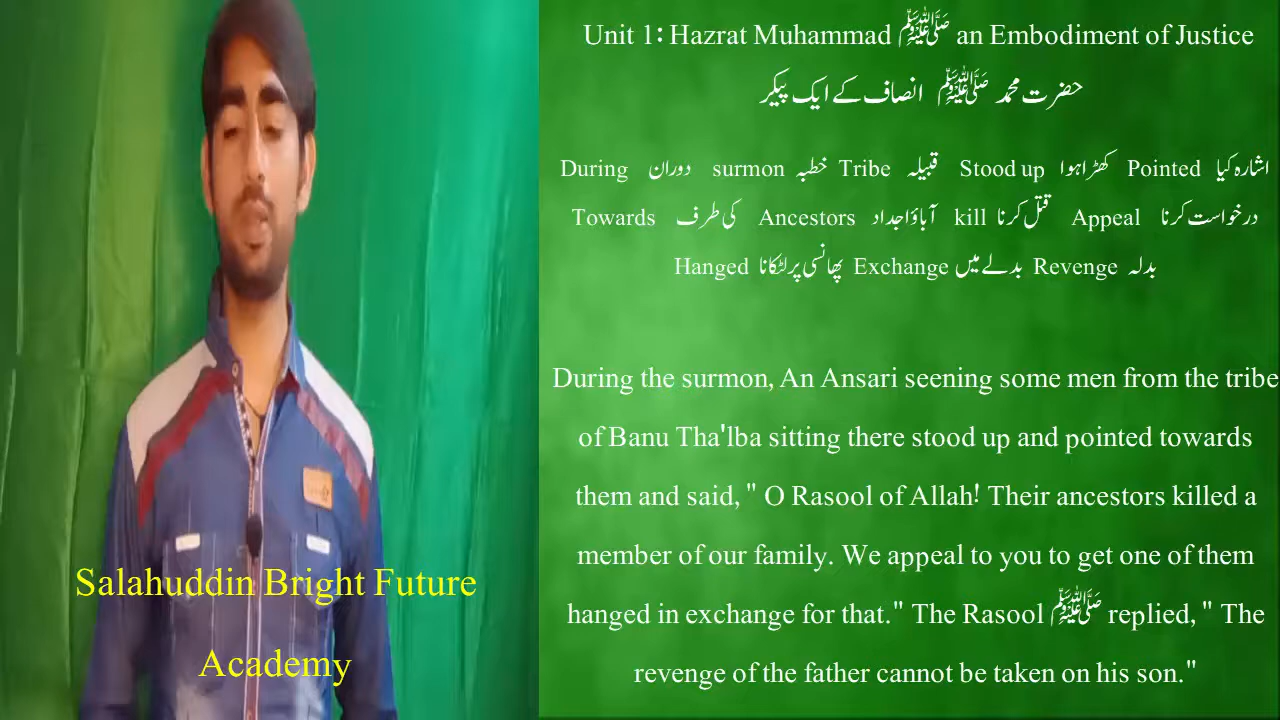 Unit 1: Hazrat Muhammad ﷺ an Embodiment of Justice
حضرت محمد ﷺ انصاف کے ایک پیکر
During دوران surmon خطبہ Tribe قبیلہ Stood up کھڑا ہوا Pointed اشارہ کیا
Towards کی طرف Ancestors آباؤ اجداد kill قتل کرنا Appeal درخواست کرنا
Hanged پھانسی پر لٹکانا Exchange بدلے میں Revenge بدلہ
During the surmon, An Ansari seening some men from the tribe
of Banu Tha'lba sitting there stood up and pointed towards
them and said, " O Rasool of Allah! Their ancestors killed a
member of our family. We appeal to you to get one of them
hanged in exchange for that." The Rasool ﷺ replied, " The
revenge of the father cannot be taken on his son."
Salahuddin Bright Future
Academy